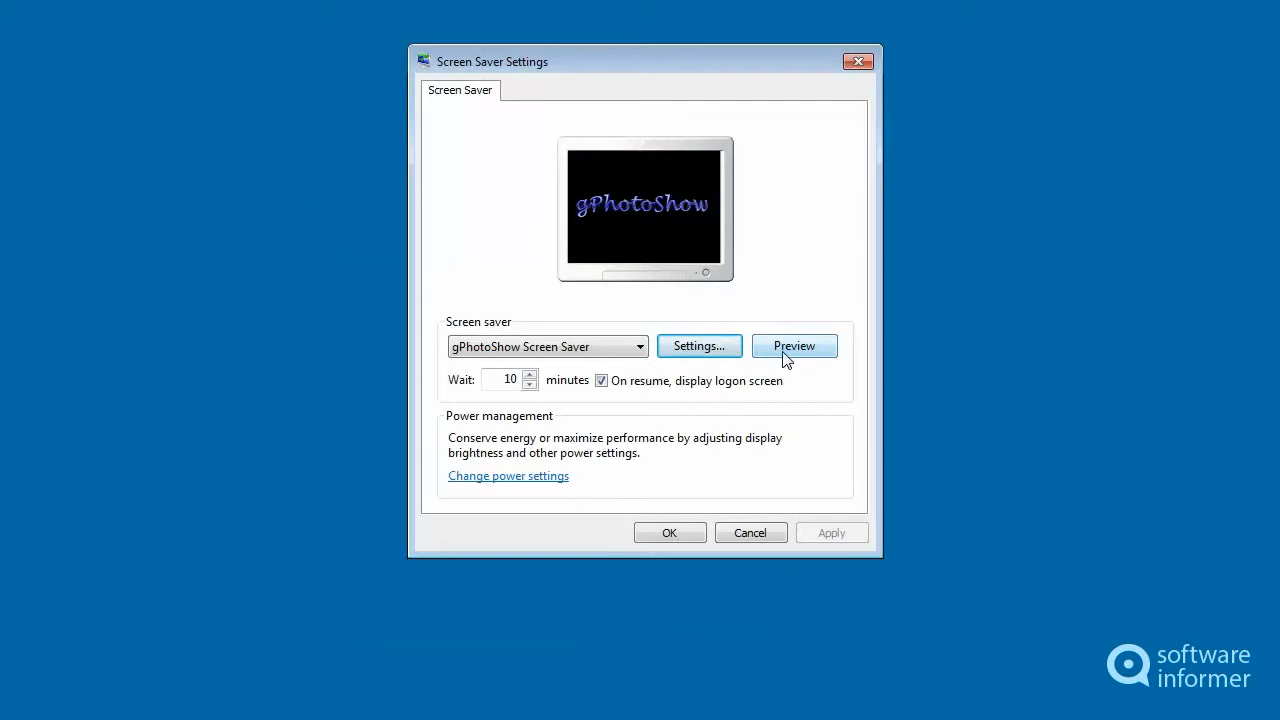 Screen Saver Settings
Screen Saver
gPhotoShow
Screen saver
gPhotoShow Screen Saver
Settings...
Preview
Wait: 10 minutes On resume, display logon screen
Power management
Conserve energy or maximize performance by adjusting display
brightness and other power settings.
Change power settings
OK
Cancel
Apply
software
informer